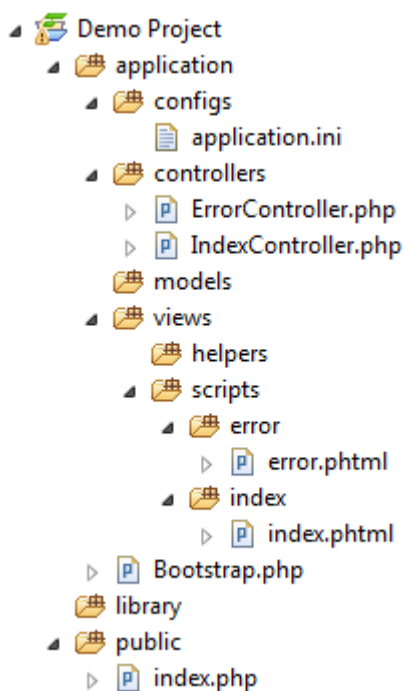 Demo Project
application
configs
application.ini
controllers
ErrorController.php
IndexController.php
models
views
helpers
scripts
error
error.phtml
index
index.phtml
Bootstrap.php
library
public
index.php